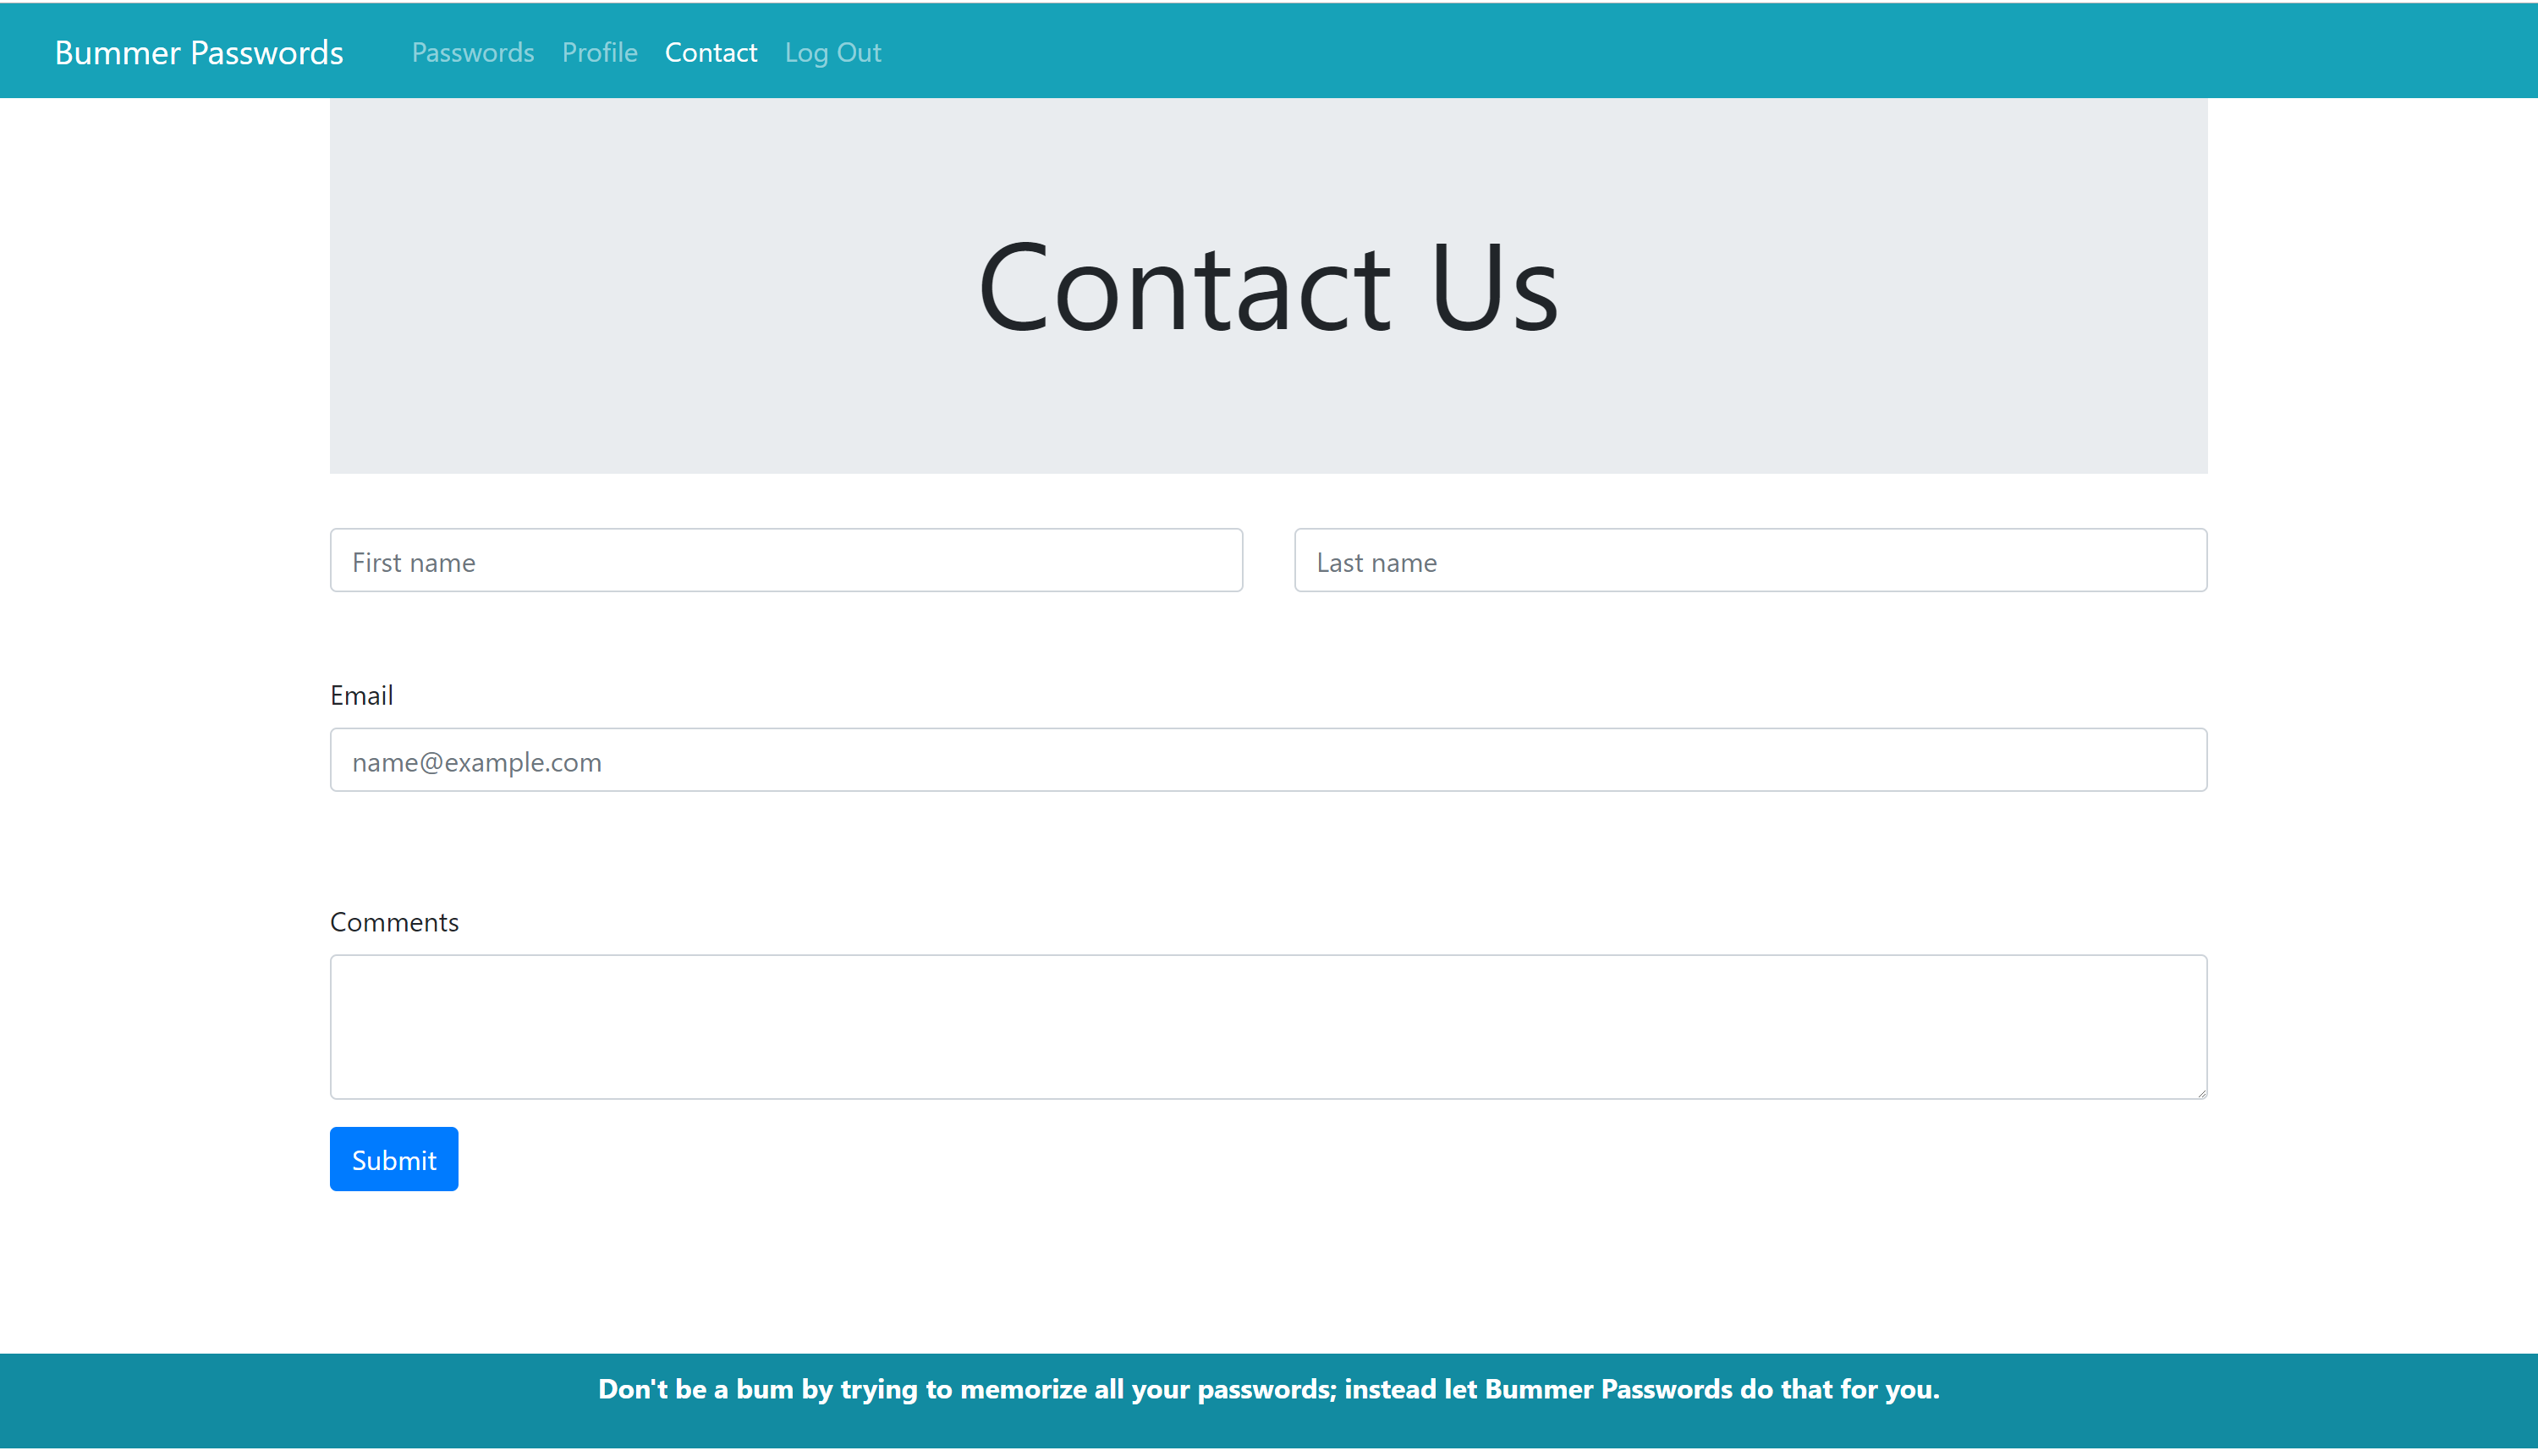 Bummer Passwords Passwords Profile Contact Log Out
Contact Us
First name Last name
Email
name@example.com
Comments
Submit
Don't be a bum by trying to memorize all your passwords; instead let Bummer Passwords do that for you.